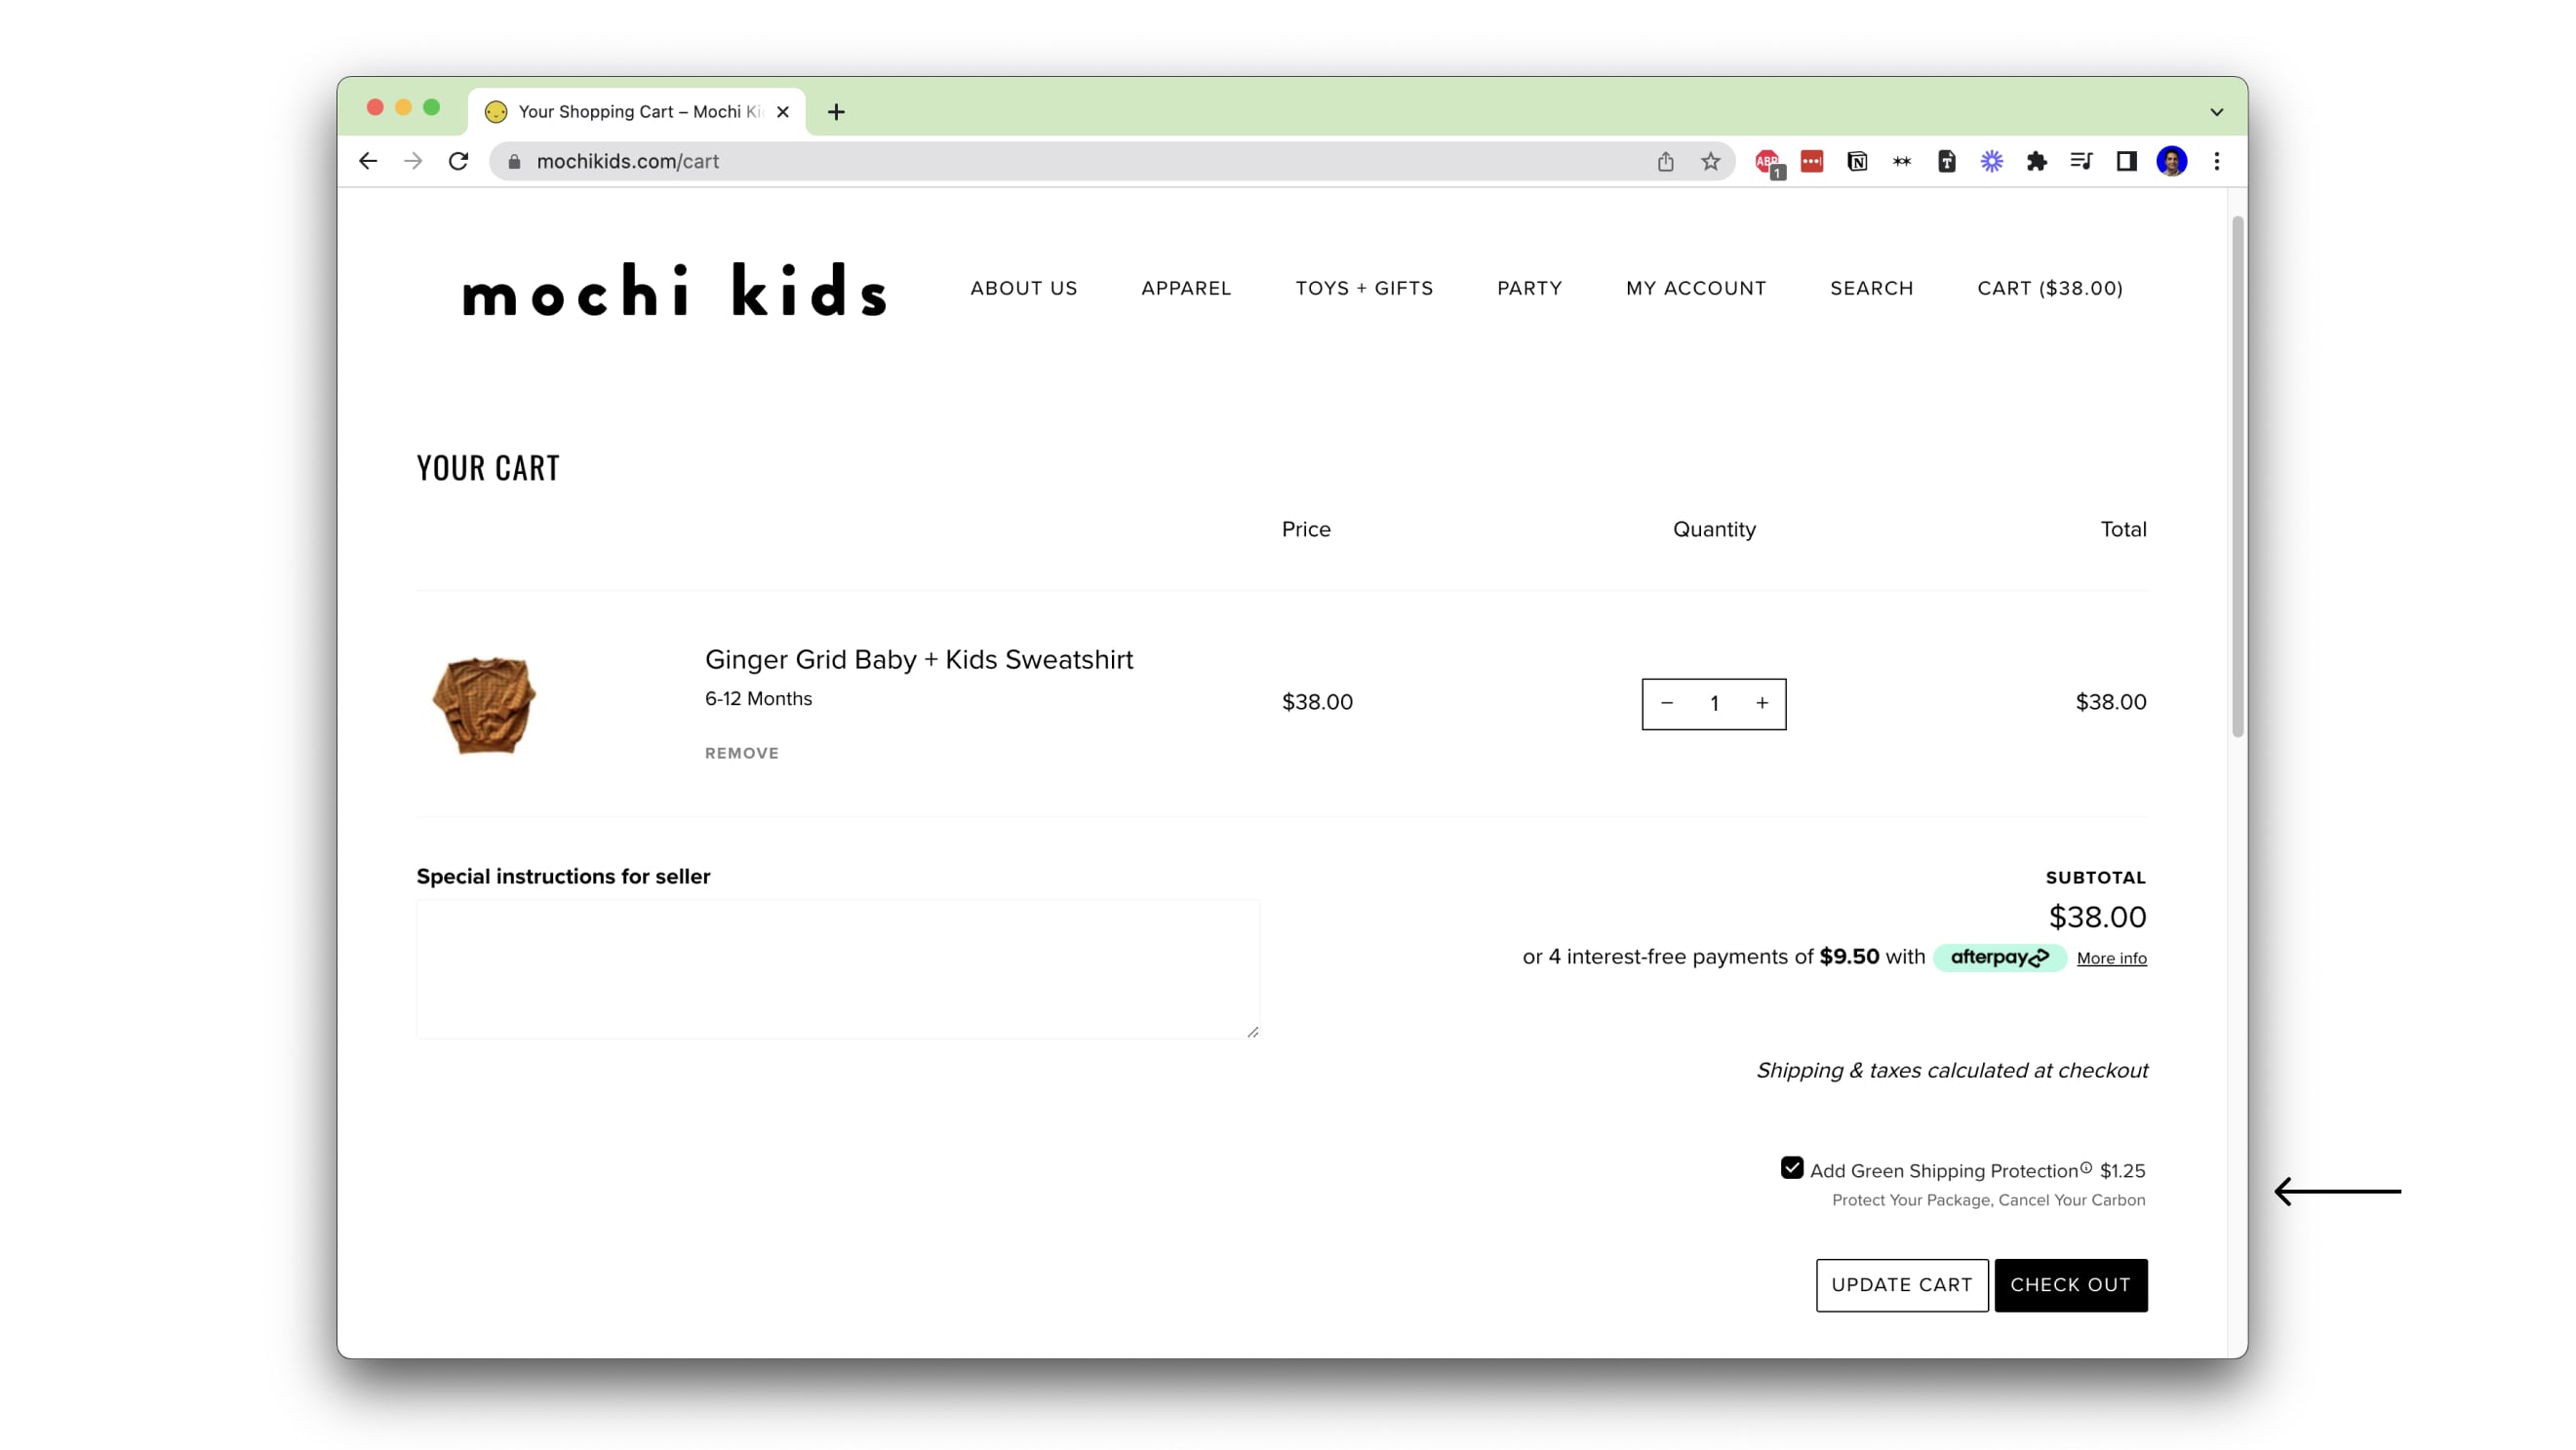 Your Shopping Cart – Mochi Ki
mochikids.com/cart
ABP
1
N
T
mochi kids
ABOUT US
APPAREL
TOYS + GIFTS
PARTY
MY ACCOUNT
SEARCH
CART ($38.00)
YOUR CART
Price
Quantity
Total
Ginger Grid Baby + Kids Sweatshirt
6-12 Months
$38.00
− 1 +
$38.00
REMOVE
Special instructions for seller
SUBTOTAL
$38.00
or 4 interest-free payments of $9.50 with afterpay More info
Shipping & taxes calculated at checkout
Add Green Shipping Protection $1.25
Protect Your Package, Cancel Your Carbon
UPDATE CART
CHECK OUT